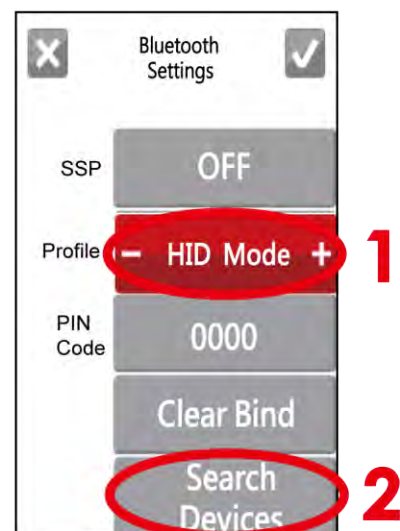 Bluetooth
Settings
SSP OFF
Profile − HID Mode + 1
PIN
Code 0000
Clear Bind
Search
Devices 2